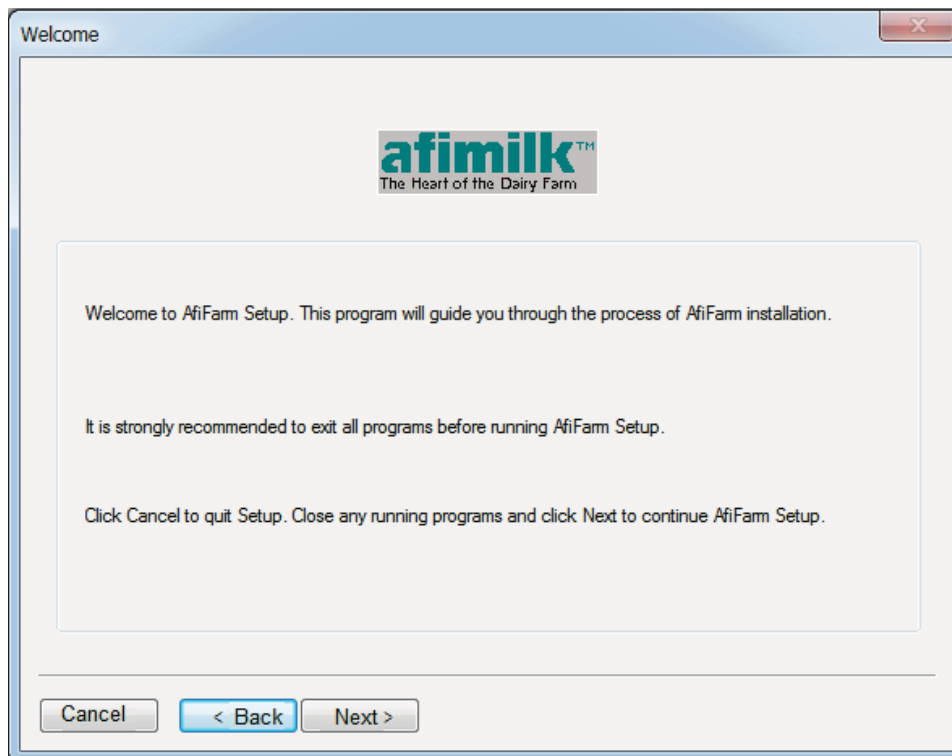 Welcome
afimilk™
The Heart of the Dairy Farm
Welcome to AfiFarm Setup. This program will guide you through the process of AfiFarm installation.
It is strongly recommended to exit all programs before running AfiFarm Setup.
Click Cancel to quit Setup. Close any running programs and click Next to continue AfiFarm Setup.
Cancel < Back Next >